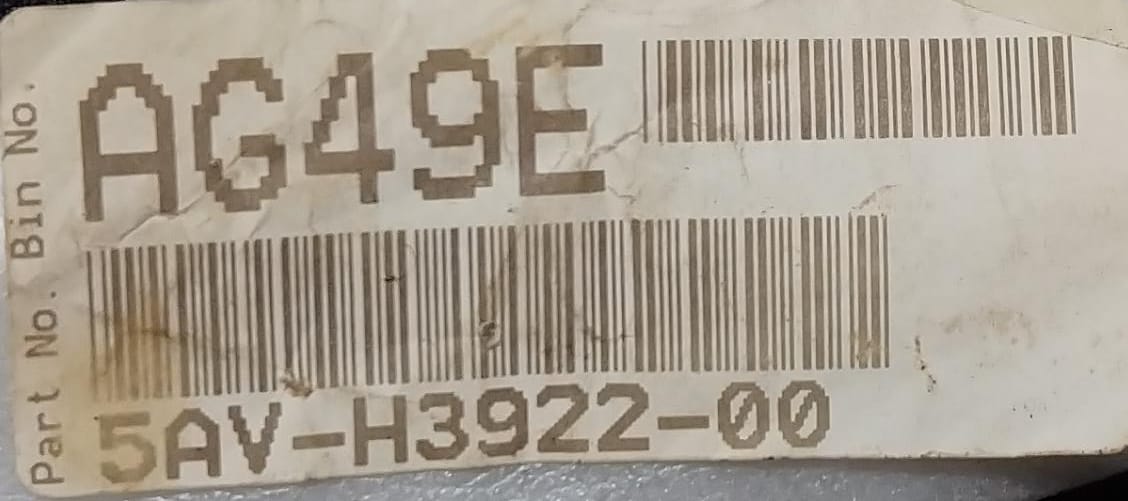 Bin No.
AG49E
Part No.
5AV-H3922-00